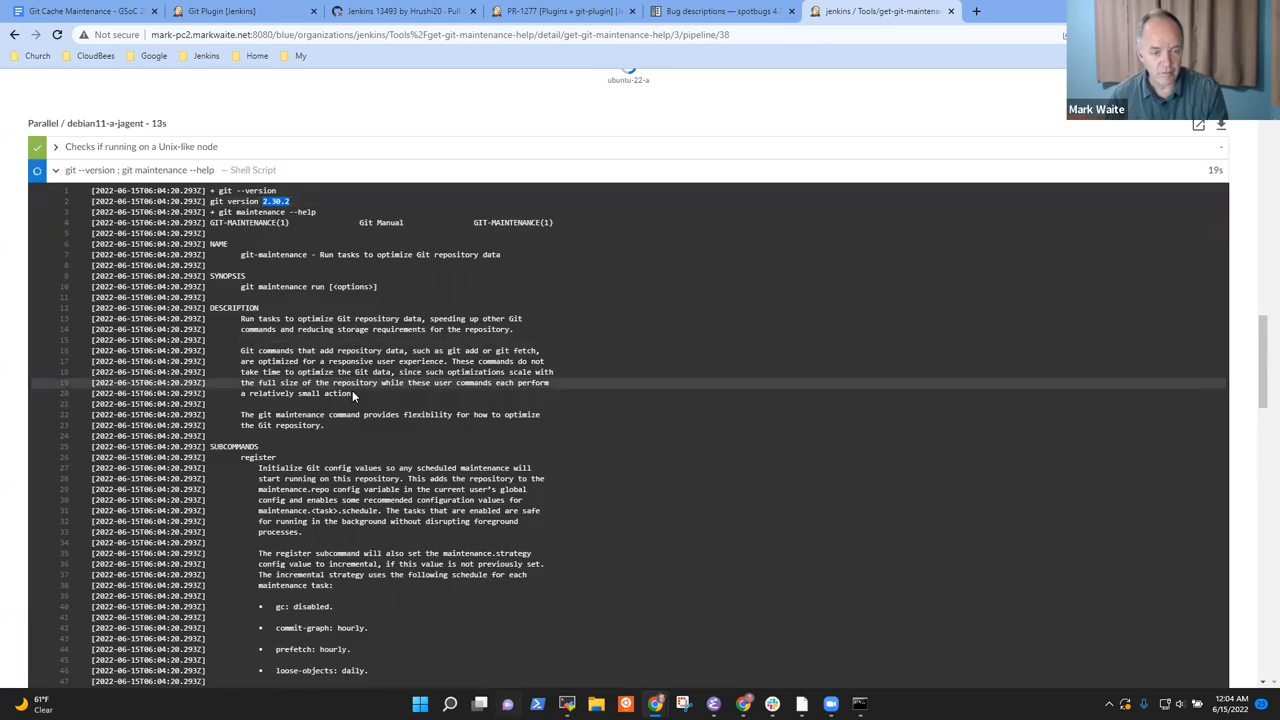 Git Cache Maintenance - GSoC 2
Git Plugin [Jenkins]
Jenkins 13493 by Hrushi20 · Pull
PR-1277 [Plugins » git-plugin] [
Bug description — spotbugs 4.7
jenkins / Tools/get-git-maintena
Not secure
mark-pc2.markwaite.net:8080/blue/organizations/jenkins/Tools%2Fget-git-maintenance-help/detail/get-git-maintenance-help/3/pipeline/38
Church
CloudBees
Google
Jenkins
Home
My
Mark Waite
ubuntu-22-a
Parallel / debian11-a-jagent - 13s
Checks if running on a Unix-like node
git --version ; git maintenance --help — Shell Script
19s
1 [2022-06-15T06:04:20.293Z] + git --version
2 [2022-06-15T06:04:20.293Z] git version 2.30.2
3 [2022-06-15T06:04:20.293Z] + git maintenance --help
4 [2022-06-15T06:04:20.293Z] GIT-MAINTENANCE(1) Git Manual GIT-MAINTENANCE(1)
5 [2022-06-15T06:04:20.293Z]
6 [2022-06-15T06:04:20.293Z] NAME
7 [2022-06-15T06:04:20.293Z] git-maintenance - Run tasks to optimize Git repository data
8 [2022-06-15T06:04:20.293Z]
9 [2022-06-15T06:04:20.293Z] SYNOPSIS
10 [2022-06-15T06:04:20.293Z] git maintenance run [<options>]
11 [2022-06-15T06:04:20.293Z]
12 [2022-06-15T06:04:20.293Z] DESCRIPTION
13 [2022-06-15T06:04:20.293Z] Run tasks to optimize Git repository data, speeding up other Git
14 [2022-06-15T06:04:20.293Z] commands and reducing storage requirements for the repository.
15 [2022-06-15T06:04:20.293Z]
16 [2022-06-15T06:04:20.293Z] Git commands that add repository data, such as git add or git fetch,
17 [2022-06-15T06:04:20.293Z] are optimized for a responsive user experience. These commands do not
18 [2022-06-15T06:04:20.293Z] take time to optimize the Git data, since such optimizations scale with
19 [2022-06-15T06:04:20.293Z] the full size of the repository while these user commands each perform
20 [2022-06-15T06:04:20.293Z] a relatively small action.
21 [2022-06-15T06:04:20.293Z]
22 [2022-06-15T06:04:20.293Z] The git maintenance command provides flexibility for how to optimize
23 [2022-06-15T06:04:20.293Z] the Git repository.
24 [2022-06-15T06:04:20.293Z]
25 [2022-06-15T06:04:20.293Z] SUBCOMMANDS
26 [2022-06-15T06:04:20.293Z] register
27 [2022-06-15T06:04:20.293Z] Initialize Git config values so any scheduled maintenance will
28 [2022-06-15T06:04:20.293Z] start running on this repository. This adds the repository to the
29 [2022-06-15T06:04:20.293Z] maintenance.repo config variable in the current user's global
30 [2022-06-15T06:04:20.293Z] config and enables some recommended configuration values for
31 [2022-06-15T06:04:20.293Z] maintenance.<task>.schedule. The tasks that are enabled are safe
32 [2022-06-15T06:04:20.293Z] for running in the background without disrupting foreground
33 [2022-06-15T06:04:20.293Z] processes.
34 [2022-06-15T06:04:20.293Z]
35 [2022-06-15T06:04:20.293Z] The register subcommand will also set the maintenance.strategy
36 [2022-06-15T06:04:20.293Z] config value to incremental, if this value is not previously set.
37 [2022-06-15T06:04:20.293Z] The incremental strategy uses the following schedule for each
38 [2022-06-15T06:04:20.293Z] maintenance task:
39 [2022-06-15T06:04:20.293Z]
40 [2022-06-15T06:04:20.293Z] • gc: disabled.
41 [2022-06-15T06:04:20.293Z]
42 [2022-06-15T06:04:20.293Z] • commit-graph: hourly.
43 [2022-06-15T06:04:20.293Z]
44 [2022-06-15T06:04:20.293Z] • prefetch: hourly.
45 [2022-06-15T06:04:20.293Z]
46 [2022-06-15T06:04:20.293Z] • loose-objects: daily.
47 [2022-06-15T06:04:20.293Z]
61°F
Clear
12:04 AM
6/15/2022
23